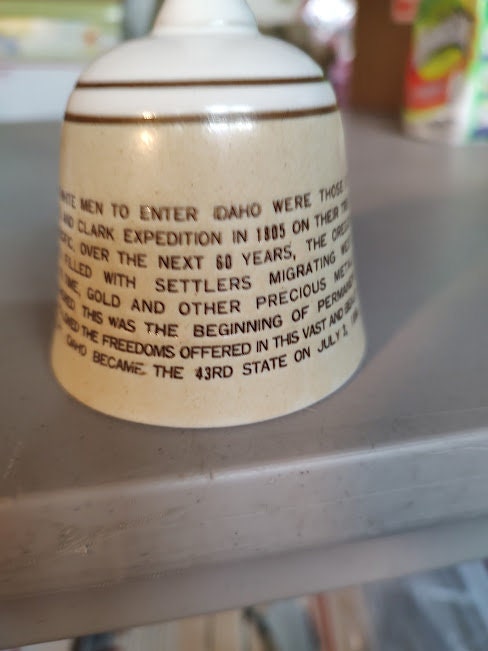 MEN TO ENTER IDAHO WERE THOSE
AND CLARK EXPEDITION IN 1805 ON THEIR
OVER THE NEXT 60 YEARS, THE
FILLED WITH SETTLERS MIGRATING
GOLD AND OTHER PRECIOUS
THIS WAS THE BEGINNING OF
THE FREEDOMS OFFERED IN THIS VAST AND
IDAHO BECAME THE 43RD STATE ON JULY 3,